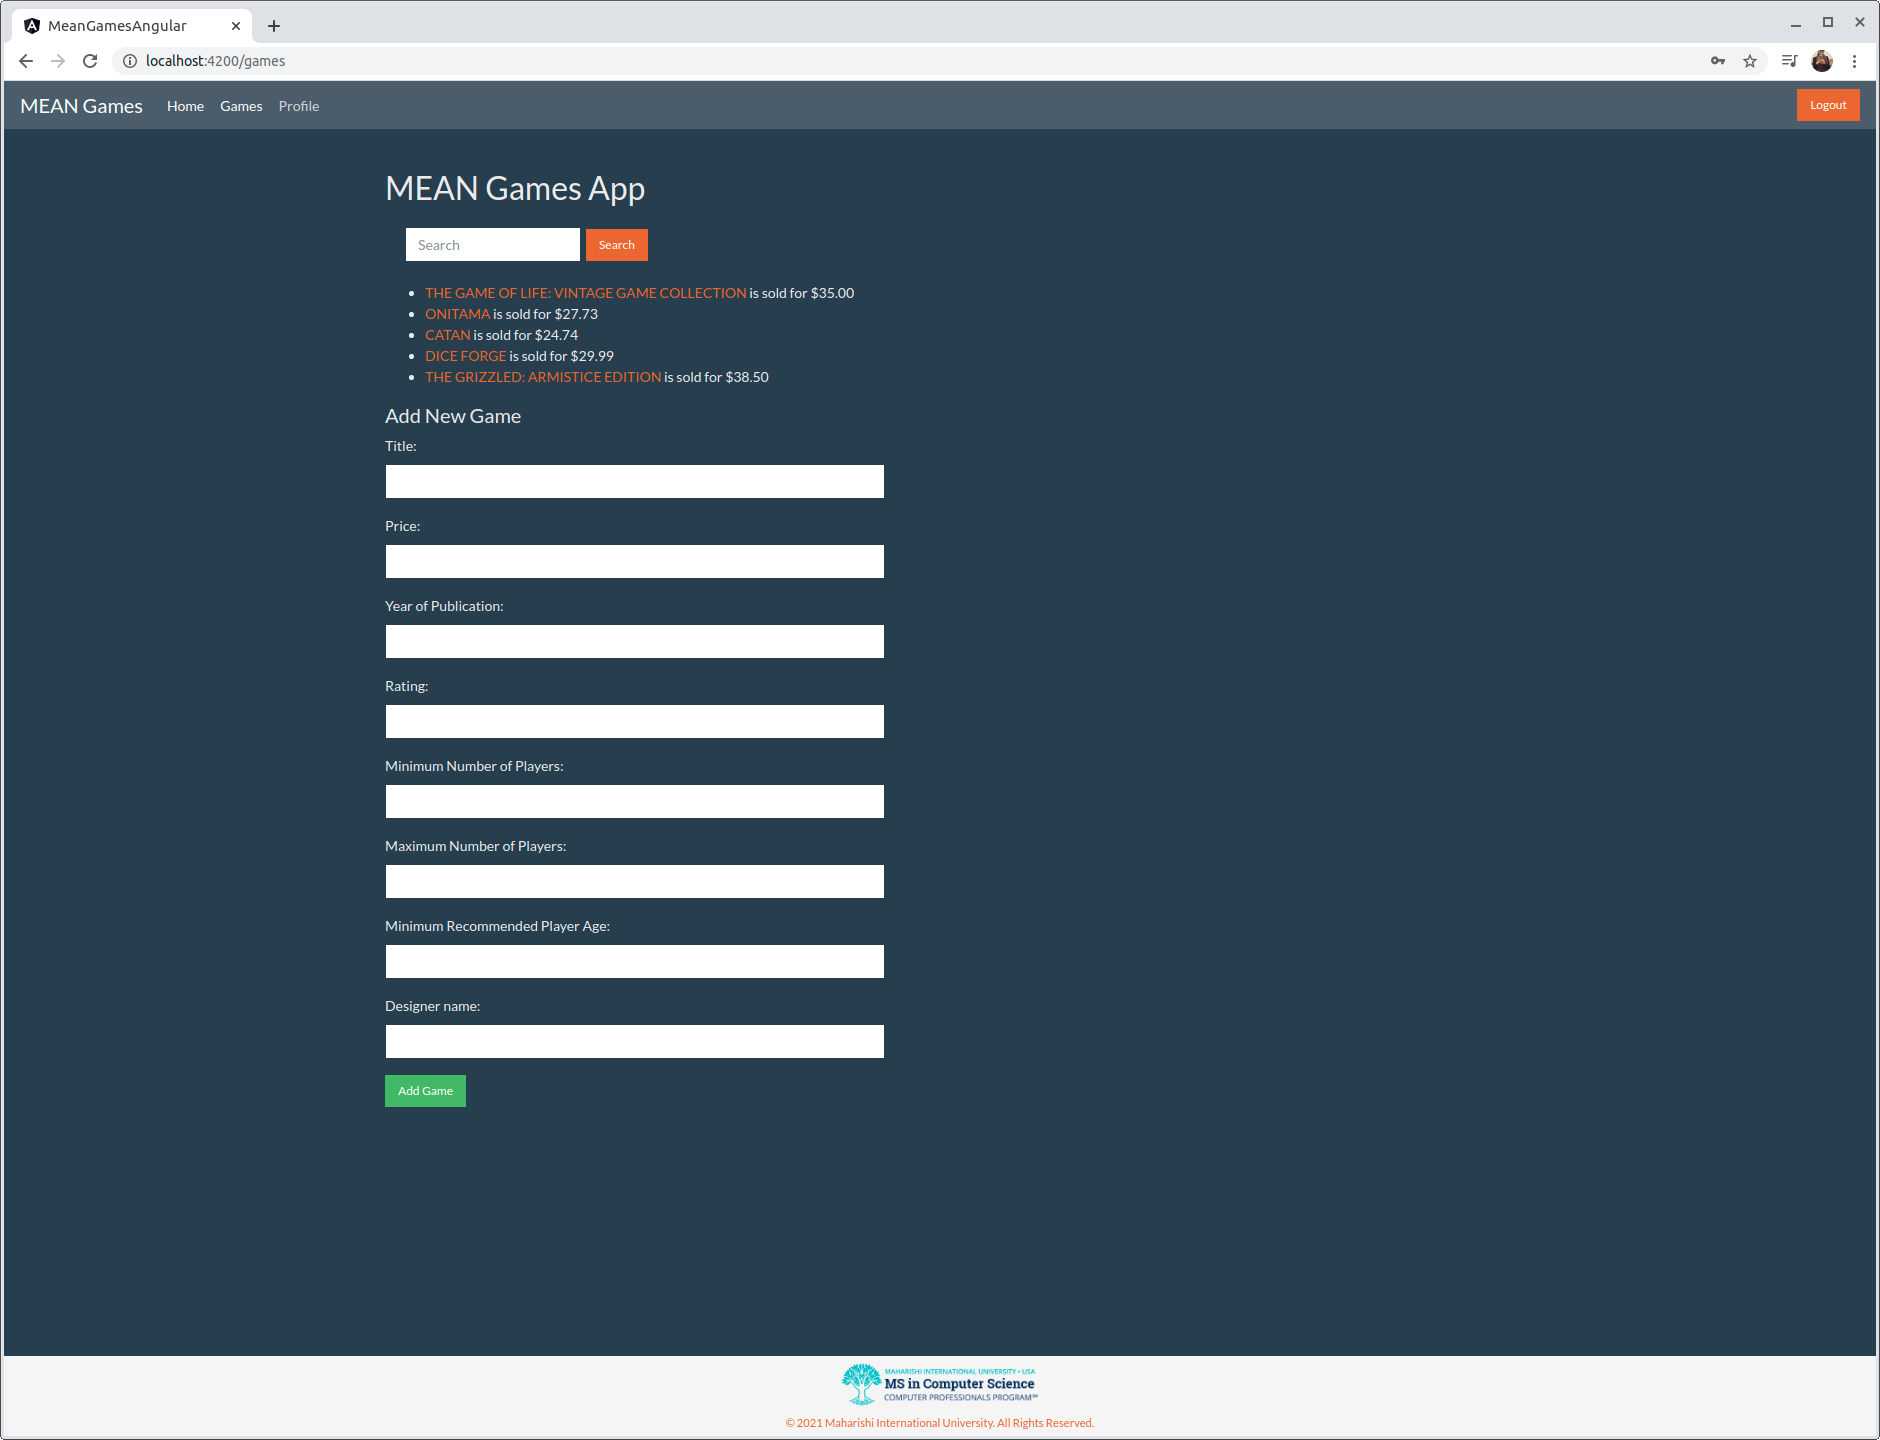 MeanGamesAngular
localhost:4200/games
MEAN Games Home Games Profile Logout
MEAN Games App
Search Search
THE GAME OF LIFE: VINTAGE GAME COLLECTION is sold for $35.00
ONITAMA is sold for $27.73
CATAN is sold for $24.74
DICE FORGE is sold for $29.99
THE GRIZZLED: ARMISTICE EDITION is sold for $38.50
Add New Game
Title:
Price:
Year of Publication:
Rating:
Minimum Number of Players:
Maximum Number of Players:
Minimum Recommended Player Age:
Designer name:
Add Game
MAHARISHI INTERNATIONAL UNIVERSITY • USA
MS in Computer Science
COMPUTER PROFESSIONALS PROGRAM℠
© 2021 Maharishi International University. All Rights Reserved.